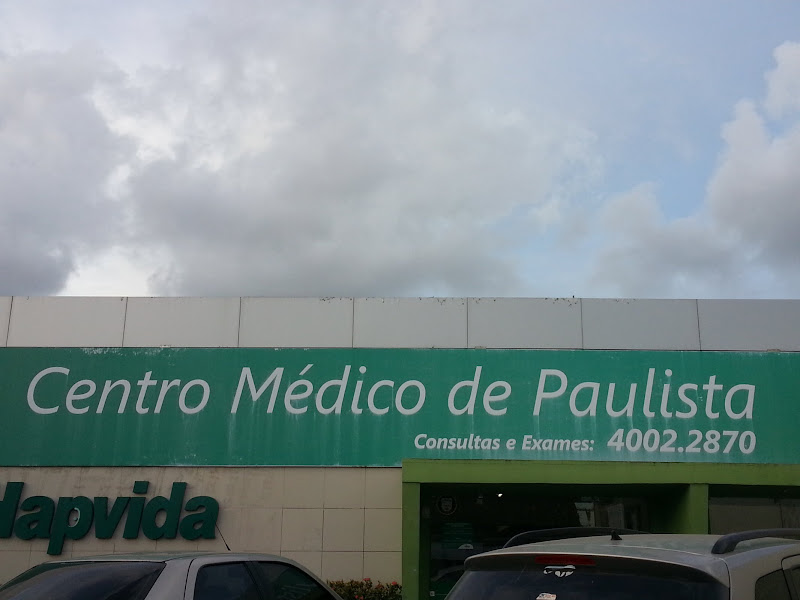 Centro Médico de Paulista
Consultas e Exames: 4002.2870
Hapvida